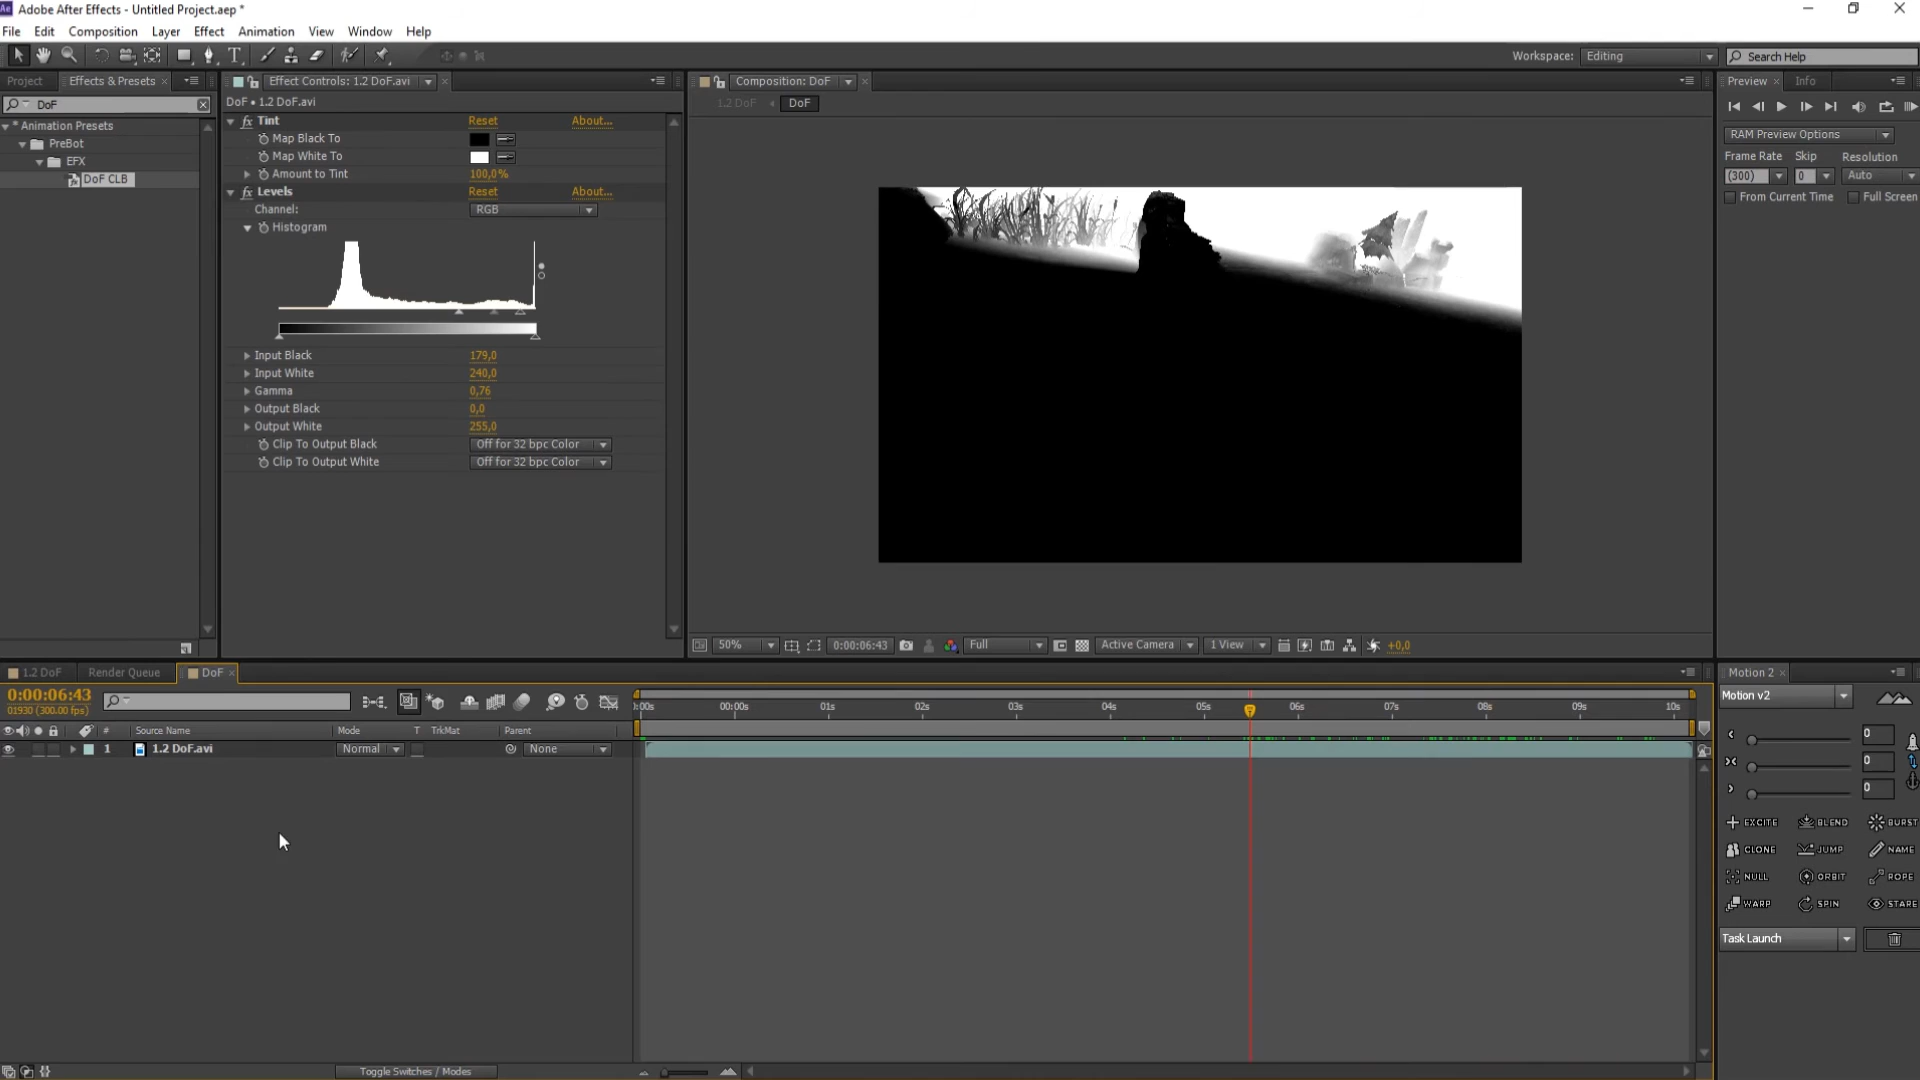 Adobe After Effects - Untitled Project.aep *
File Edit Composition Layer Effect Animation View Window Help
Workspace: Editing Search Help
Project Effects & Presets
DoF
* Animation Presets
PreBot
EFX
DoF CLB
Effect Controls: 1.2 DoF.avi
DoF • 1.2 DoF.avi
fx Tint Reset About...
Map Black To
Map White To
Amount to Tint 100,0%
fx Levels Reset About...
Channel: RGB
Histogram
Input Black 179,0
Input White 240,0
Gamma 0,76
Output Black 0,0
Output White 255,0
Clip To Output Black Off for 32 bpc Color
Clip To Output White Off for 32 bpc Color
Composition: DoF
1.2 DoF DoF
50% 0:00:06:43 Full Active Camera 1 View +0,0
Preview Info
RAM Preview Options
Frame Rate Skip Resolution
(300) 0 Auto
From Current Time Full Screen
1.2 DoF Render Queue DoF
0:00:06:43
01930 (300.00 fps)
# Source Name Mode T TrkMat Parent
1 1.2 DoF.avi Normal None
):00s 00:00s 01s 02s 03s 04s 05s 06s 07s 08s 09s 10s
Toggle Switches / Modes
Motion 2
Motion v2
0
0
0
EXCITE BLEND BURST
CLONE JUMP NAME
NULL ORBIT ROPE
WARP SPIN STARE
Task Launch